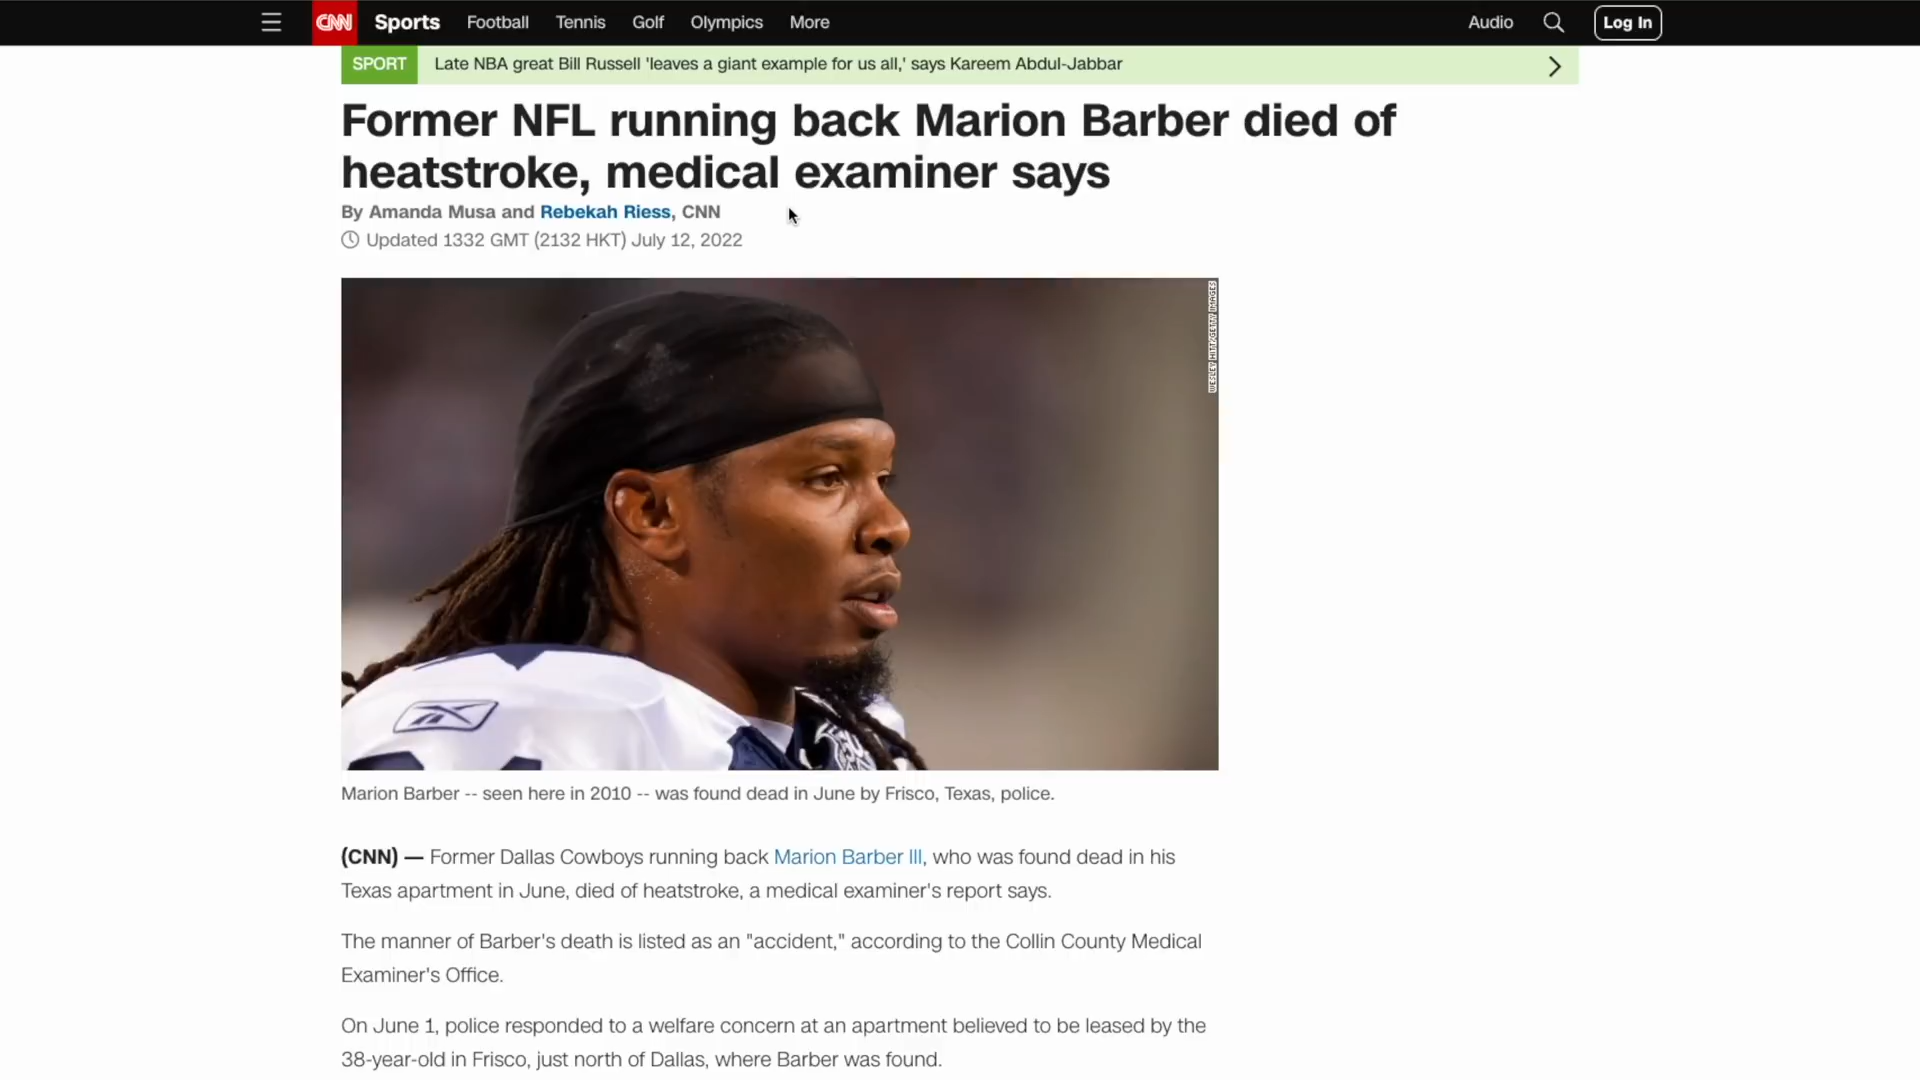 CNN Sports Football Tennis Golf Olympics More Audio Log In
SPORT Late NBA great Bill Russell 'leaves a giant example for us all,' says Kareem Abdul-Jabbar
Former NFL running back Marion Barber died of
heatstroke, medical examiner says
By Amanda Musa and Rebekah Riess, CNN
Updated 1332 GMT (2132 HKT) July 12, 2022
WESLEY HITT/GETTY IMAGES
Marion Barber -- seen here in 2010 -- was found dead in June by Frisco, Texas, police.
(CNN) — Former Dallas Cowboys running back Marion Barber III, who was found dead in his
Texas apartment in June, died of heatstroke, a medical examiner's report says.
The manner of Barber's death is listed as an "accident," according to the Collin County Medical
Examiner's Office.
On June 1, police responded to a welfare concern at an apartment believed to be leased by the
38-year-old in Frisco, just north of Dallas, where Barber was found.